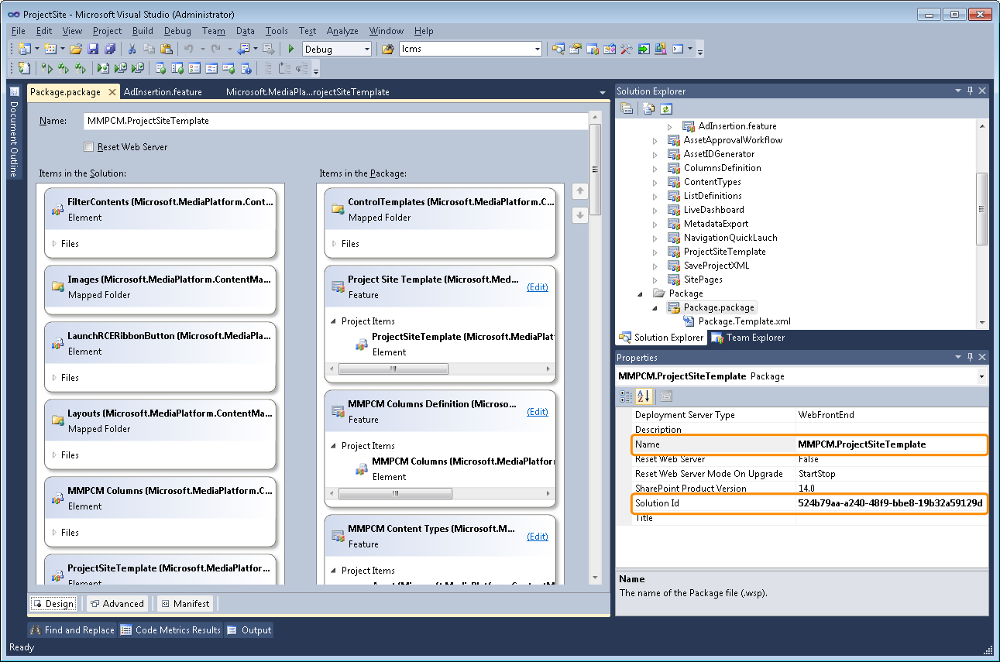 ProjectSite - Microsoft Visual Studio (Administrator)
File Edit View Project Build Debug Team Data Tools Test Analyze Window Help
Debug lcms
Document Outline
Package.package AdInsertion.feature Microsoft.MediaPla...rojectSiteTemplate
Name: MMPCM.ProjectSiteTemplate
Reset Web Server
Items in the Solution:
FilterContents (Microsoft.MediaPlatform.Cont...
Element
Files
Images (Microsoft.MediaPlatform.ContentMa...
Mapped Folder
LaunchRCERibbonButton (Microsoft.MediaPla...
Element
Files
Layouts (Microsoft.MediaPlatform.ContentMa...
Mapped Folder
Files
MMPCM Columns (Microsoft.MediaPlatform.C...
Element
Files
ProjectSiteTemplate (Microsoft.MediaPlatfor...
Element
Items in the Package:
ControlTemplates (Microsoft.MediaPlatform.C...
Mapped Folder
Files
Project Site Template (Microsoft.Med...
(Edit)
Feature
Project Items
ProjectSiteTemplate (Microsoft.MediaPlat
Element
MMPCM Columns Definition (Microso...
(Edit)
Feature
Project Items
MMPCM Columns (Microsoft.MediaPlatfor
Element
MMPCM Content Types (Microsoft.M...
(Edit)
Feature
Project Items
Design Advanced Manifest
Solution Explorer
AdInsertion.feature
AssetApprovalWorkflow
AssetIDGenerator
ColumnsDefinition
ContentTypes
ListDefinitions
LiveDashboard
MetadataExport
NavigationQuickLauch
ProjectSiteTemplate
SaveProjectXML
SitePages
Package
Package.package
Package.Template.xml
Solution Explorer Team Explorer
Properties
MMPCM.ProjectSiteTemplate Package
Deployment Server Type WebFrontEnd
Description
Name MMPCM.ProjectSiteTemplate
Reset Web Server False
Reset Web Server Mode On Upgrade StartStop
SharePoint Product Version 14.0
Solution Id 524b79aa-a240-48f9-bbe8-19b32a59129d
Title
Name
The name of the Package file (.wsp).
Find and Replace Code Metrics Results Output
Ready